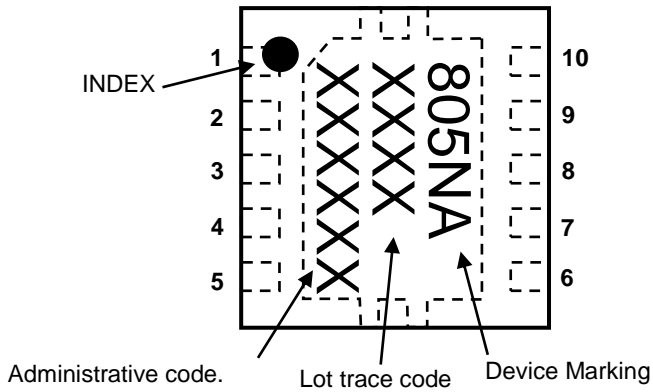 INDEX
1
2
3
4
5
10
9
8
7
6
805NA
XXXX
XXXXXX
Administrative code.
Lot trace code
Device Marking